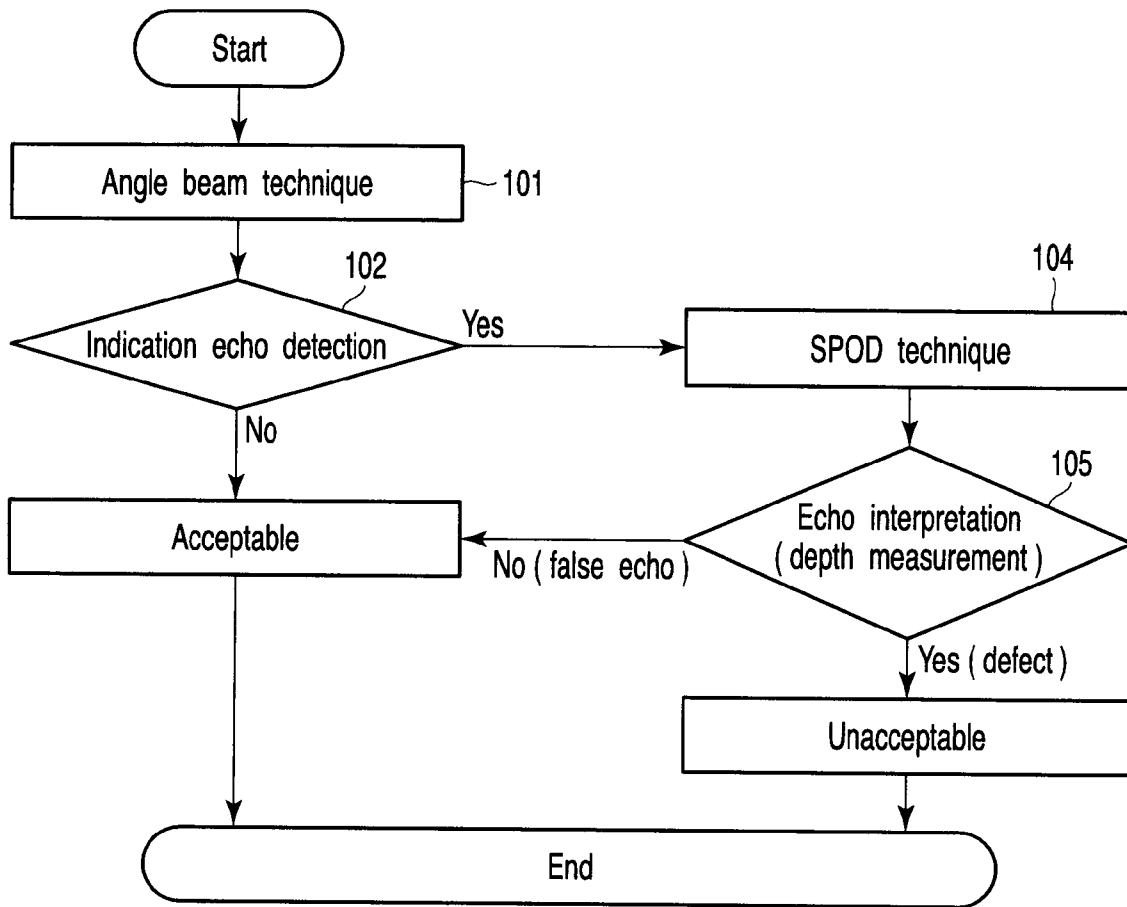 Start
Angle beam technique
101
102
Indication echo detection
Yes
No
104
SPOD technique
105
Echo interpretation
( depth measurement )
No ( false echo )
Acceptable
Yes ( defect )
Unacceptable
End